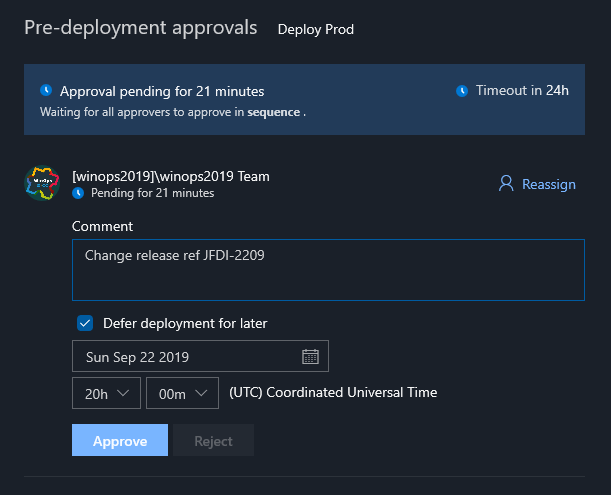 Pre-deployment approvals Deploy Prod
Approval pending for 21 minutes Timeout in 24h
Waiting for all approvers to approve in sequence .
WinOps
[winops2019]\winops2019 Team
Pending for 21 minutes Reassign
Comment
Change release ref JFDI-2209
Defer deployment for later
Sun Sep 22 2019
20h 00m (UTC) Coordinated Universal Time
Approve Reject